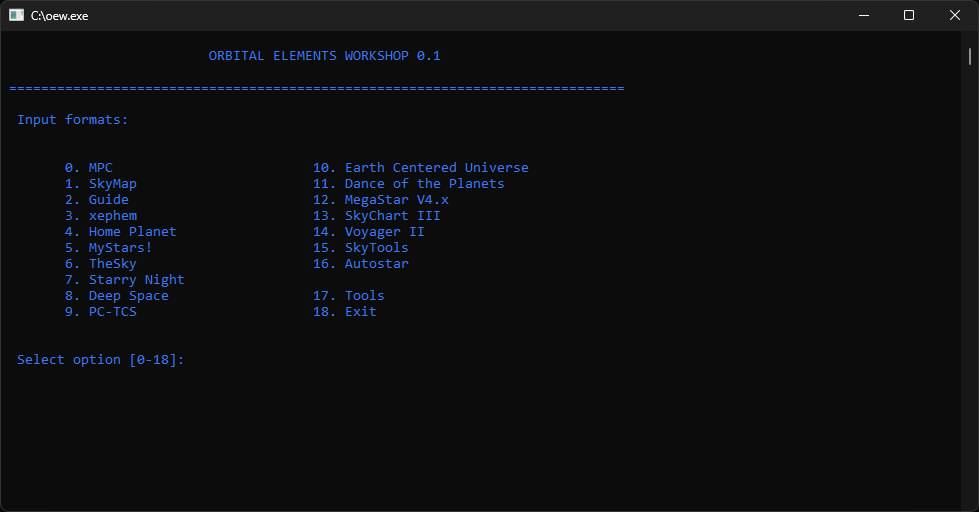 C:\oew.exe
ORBITAL ELEMENTS WORKSHOP 0.1
=============================================================================
Input formats:
0. MPC 10. Earth Centered Universe
1. SkyMap 11. Dance of the Planets
2. Guide 12. MegaStar V4.x
3. xephem 13. SkyChart III
4. Home Planet 14. Voyager II
5. MyStars! 15. SkyTools
6. TheSky 16. Autostar
7. Starry Night
8. Deep Space 17. Tools
9. PC-TCS 18. Exit
Select option [0-18]: